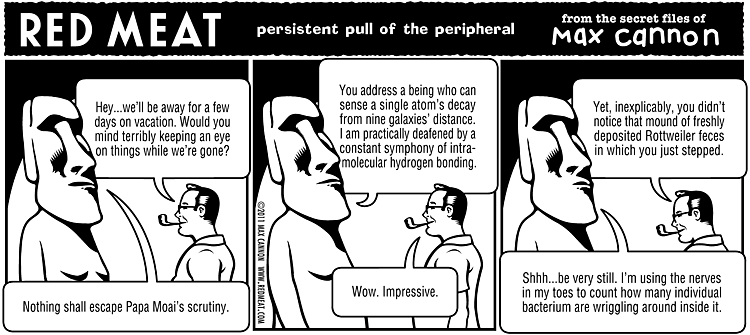 RED MEAT
persistent pull of the peripheral
from the secret files of
Max Cannon
Hey...we'll be away for a few
days on vacation. Would you
mind terribly keeping an eye
on things while we're gone?
Nothing shall escape Papa Moai's scrutiny.
You address a being who can
sense a single atom's decay
from nine galaxies' distance.
I am practically deafened by a
constant symphony of intra-
molecular hydrogen bonding.
Wow. Impressive.
©2011 MAX CANNON WWW.REDMEAT.COM
Yet, inexplicably, you didn't
notice that mound of freshly
deposited Rottweiler feces
in which you just stepped.
Shhh...be very still. I'm using the nerves
in my toes to count how many individual
bacterium are wriggling around inside it.